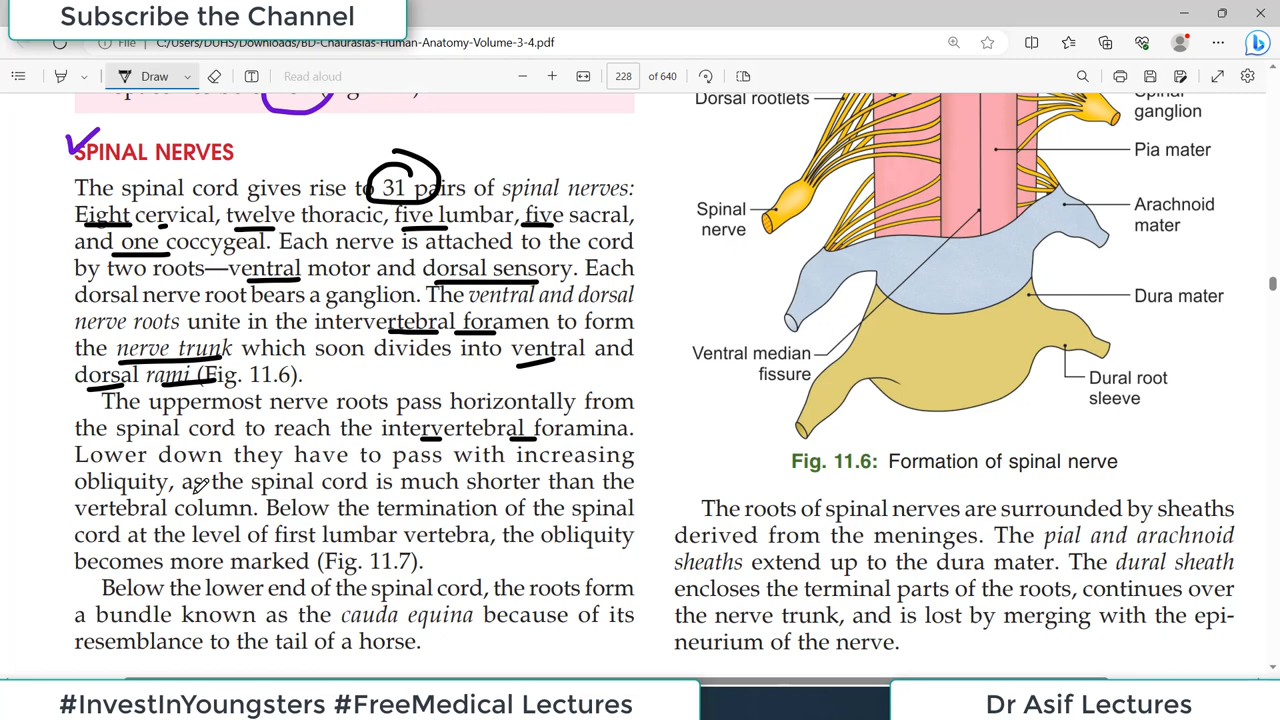 Subscribe the Channel
File
C:/Users/DUHS/Downloads/BD-Chaurasias-Human-Anatomy-Volume-3-4.pdf
Draw
Read aloud
228
of 640
SPINAL NERVES
The spinal cord gives rise to 31 pairs of spinal nerves:
Eight cervical, twelve thoracic, five lumbar, five sacral,
and one coccygeal. Each nerve is attached to the cord
by two roots—ventral motor and dorsal sensory. Each
dorsal nerve root bears a ganglion. The ventral and dorsal
nerve roots unite in the intervertebral foramen to form
the nerve trunk which soon divides into ventral and
dorsal rami (Fig. 11.6).
The uppermost nerve roots pass horizontally from
the spinal cord to reach the intervertebral foramina.
Lower down they have to pass with increasing
obliquity, as the spinal cord is much shorter than the
vertebral column. Below the termination of the spinal
cord at the level of first lumbar vertebra, the obliquity
becomes more marked (Fig. 11.7).
Below the lower end of the spinal cord, the roots form
a bundle known as the cauda equina because of its
resemblance to the tail of a horse.
Dorsal rootlets
Spinal
ganglion
Pia mater
Spinal
nerve
Arachnoid
mater
Dura mater
Ventral median
fissure
Dural root
sleeve
Fig. 11.6: Formation of spinal nerve
The roots of spinal nerves are surrounded by sheaths
derived from the meninges. The pial and arachnoid
sheaths extend up to the dura mater. The dural sheath
encloses the terminal parts of the roots, continues over
the nerve trunk, and is lost by merging with the epi-
neurium of the nerve.
#InvestInYoungsters #FreeMedical Lectures
Dr Asif Lectures